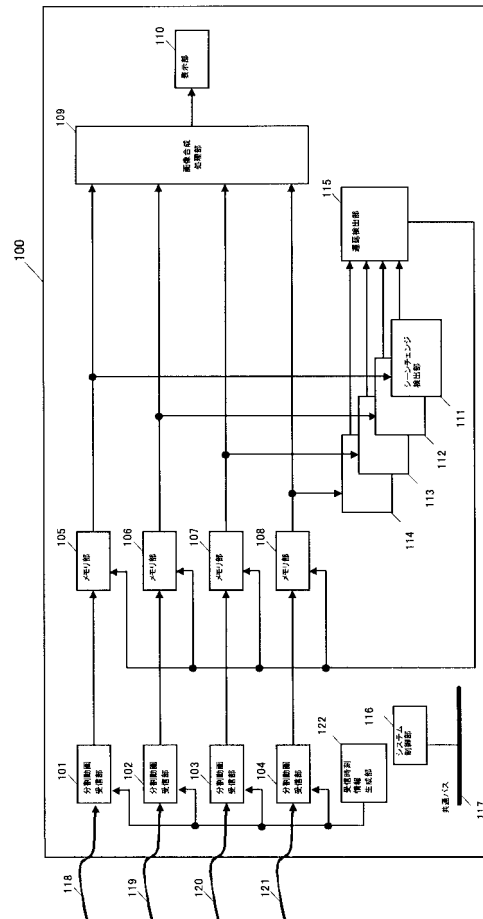 100
118
101
分割動画
受信部
105
メモリ部
109
画像合成
処理部
110
表示部
119
102
分割動画
受信部
106
メモリ部
120
103
分割動画
受信部
107
メモリ部
121
104
分割動画
受信部
108
メモリ部
115
遅延検出部
シーンチェンジ
検出部
111
112
113
114
122
受信時刻
情報
生成部
116
システム
制御部
共通バス
117